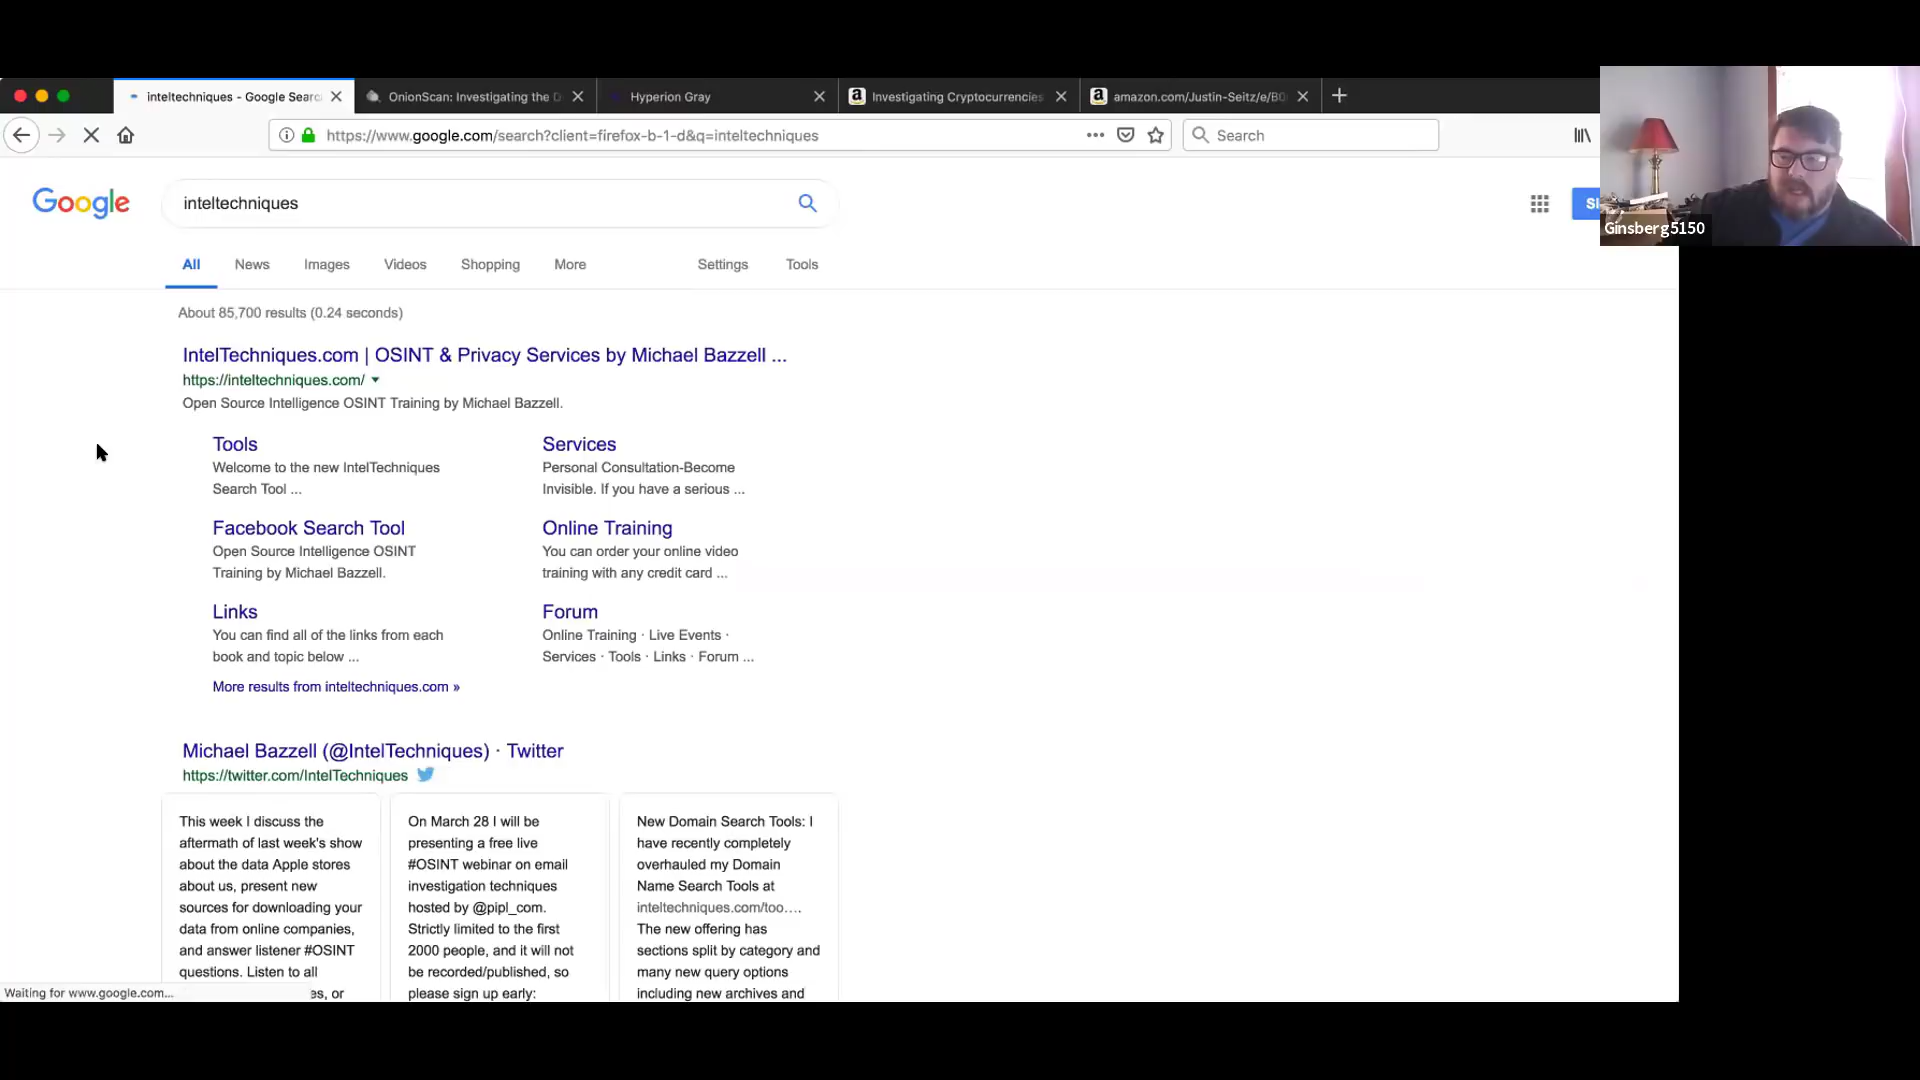 inteltechniques - Google Searc
OnionScan: Investigating the D
Hyperion Gray
Investigating Cryptocurrencies
amazon.com/Justin-Seitz/e/B0
https://www.google.com/search?client=firefox-b-1-d&q=inteltechniques
Search
Ginsberg5150
Google
inteltechniques
All
News
Images
Videos
Shopping
More
Settings
Tools
About 85,700 results (0.24 seconds)
IntelTechniques.com | OSINT & Privacy Services by Michael Bazzell ...
https://inteltechniques.com/
Open Source Intelligence OSINT Training by Michael Bazzell.
Tools
Welcome to the new IntelTechniques
Search Tool ...
Services
Personal Consultation-Become
Invisible. If you have a serious ...
Facebook Search Tool
Open Source Intelligence OSINT
Training by Michael Bazzell.
Online Training
You can order your online video
training with any credit card ...
Links
You can find all of the links from each
book and topic below ...
Forum
Online Training · Live Events ·
Services · Tools · Links · Forum ...
More results from inteltechniques.com »
Michael Bazzell (@IntelTechniques) · Twitter
https://twitter.com/IntelTechniques
This week I discuss the
aftermath of last week's show
about the data Apple stores
about us, present new
sources for downloading your
data from online companies,
and answer listener #OSINT
questions. Listen to all
es, or
On March 28 I will be
presenting a free live
#OSINT webinar on email
investigation techniques
hosted by @pipl_com.
Strictly limited to the first
2000 people, and it will not
be recorded/published, so
please sign up early:
New Domain Search Tools: I
have recently completely
overhauled my Domain
Name Search Tools at
inteltechniques.com/too….
The new offering has
sections split by category and
many new query options
including new archives and
Waiting for www.google.com...